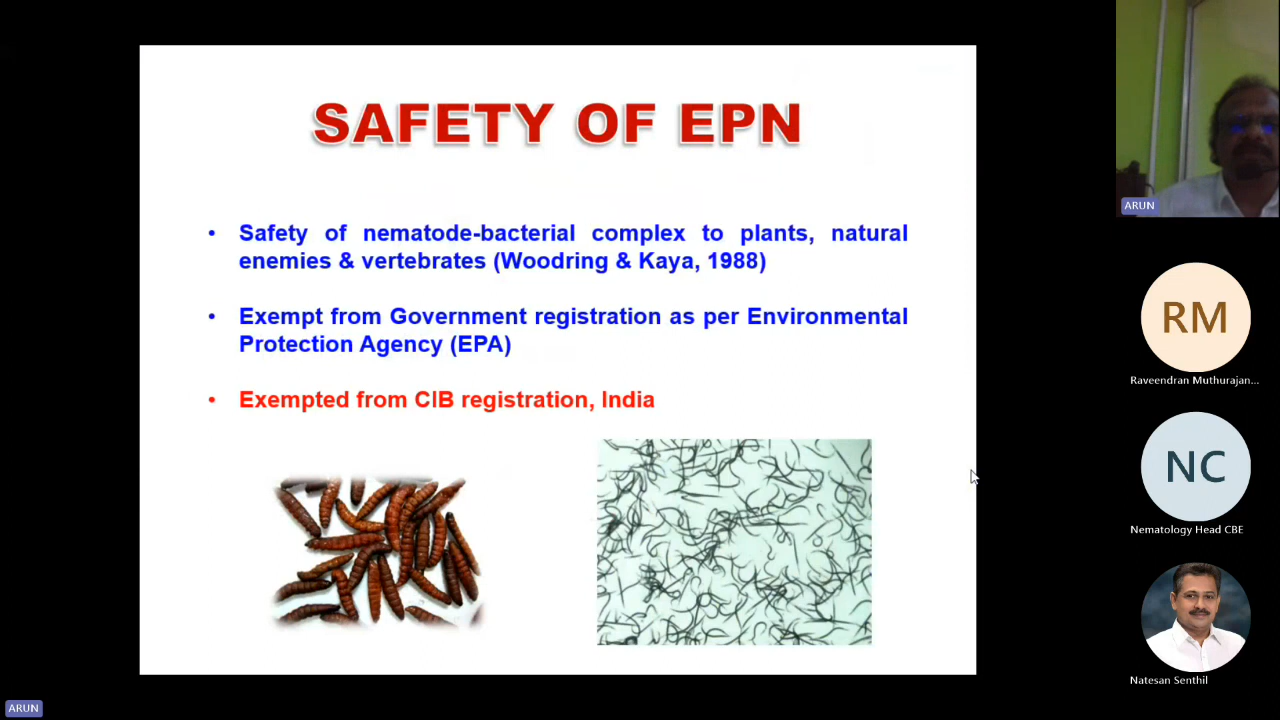 SAFETY OF EPN
• Safety of nematode-bacterial complex to plants, natural
enemies & vertebrates (Woodring & Kaya, 1988)
• Exempt from Government registration as per Environmental
Protection Agency (EPA)
• Exempted from CIB registration, India
ARUN
RM
Raveendran Muthurajan...
NC
Nematology Head CBE
Natesan Senthil
ARUN